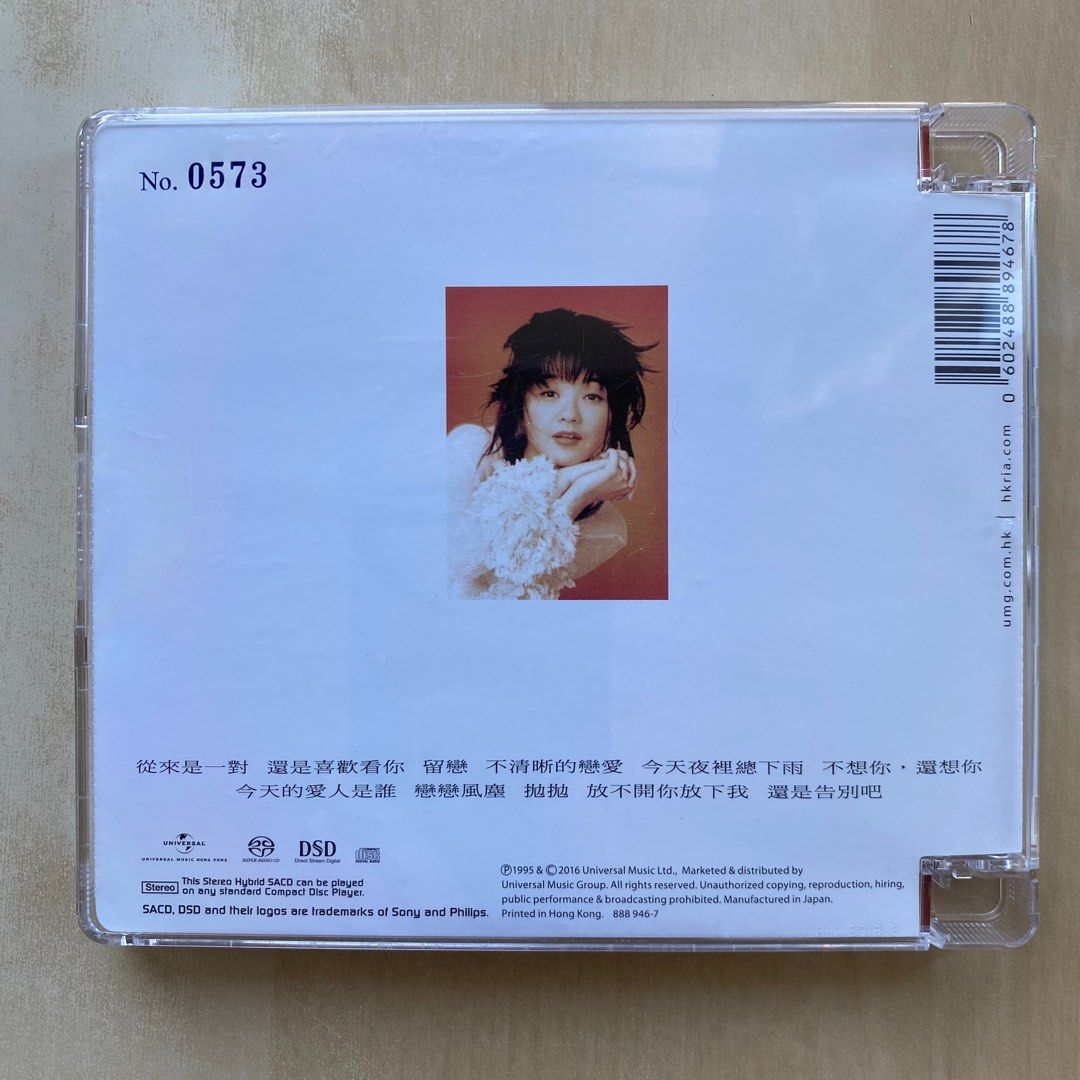 No. 0573
0 602488 894678
umg.com.hk | hkria.com
從來是一對 還是喜歡看你 留戀 不清晰的戀愛 今天夜裡總下雨 不想你，還想你
今天的愛人是誰 戀戀風塵 拋拋 放不開你放下我 還是告別吧
UNIVERSAL
UNIVERSAL MUSIC HONG KONG
SUPER AUDIO CD
DSD
Direct Stream Digital
disc
Stereo
This Stereo Hybrid SACD can be played
on any standard Compact Disc Player.
SACD, DSD and their logos are trademarks of Sony and Philips.
Ⓟ1995 & Ⓒ2016 Universal Music Ltd., Marketed & distributed by
Universal Music Group. All rights reserved. Unauthorized copying, reproduction, hiring,
public performance & broadcasting prohibited. Manufactured in Japan.
Printed in Hong Kong. 888 946-7